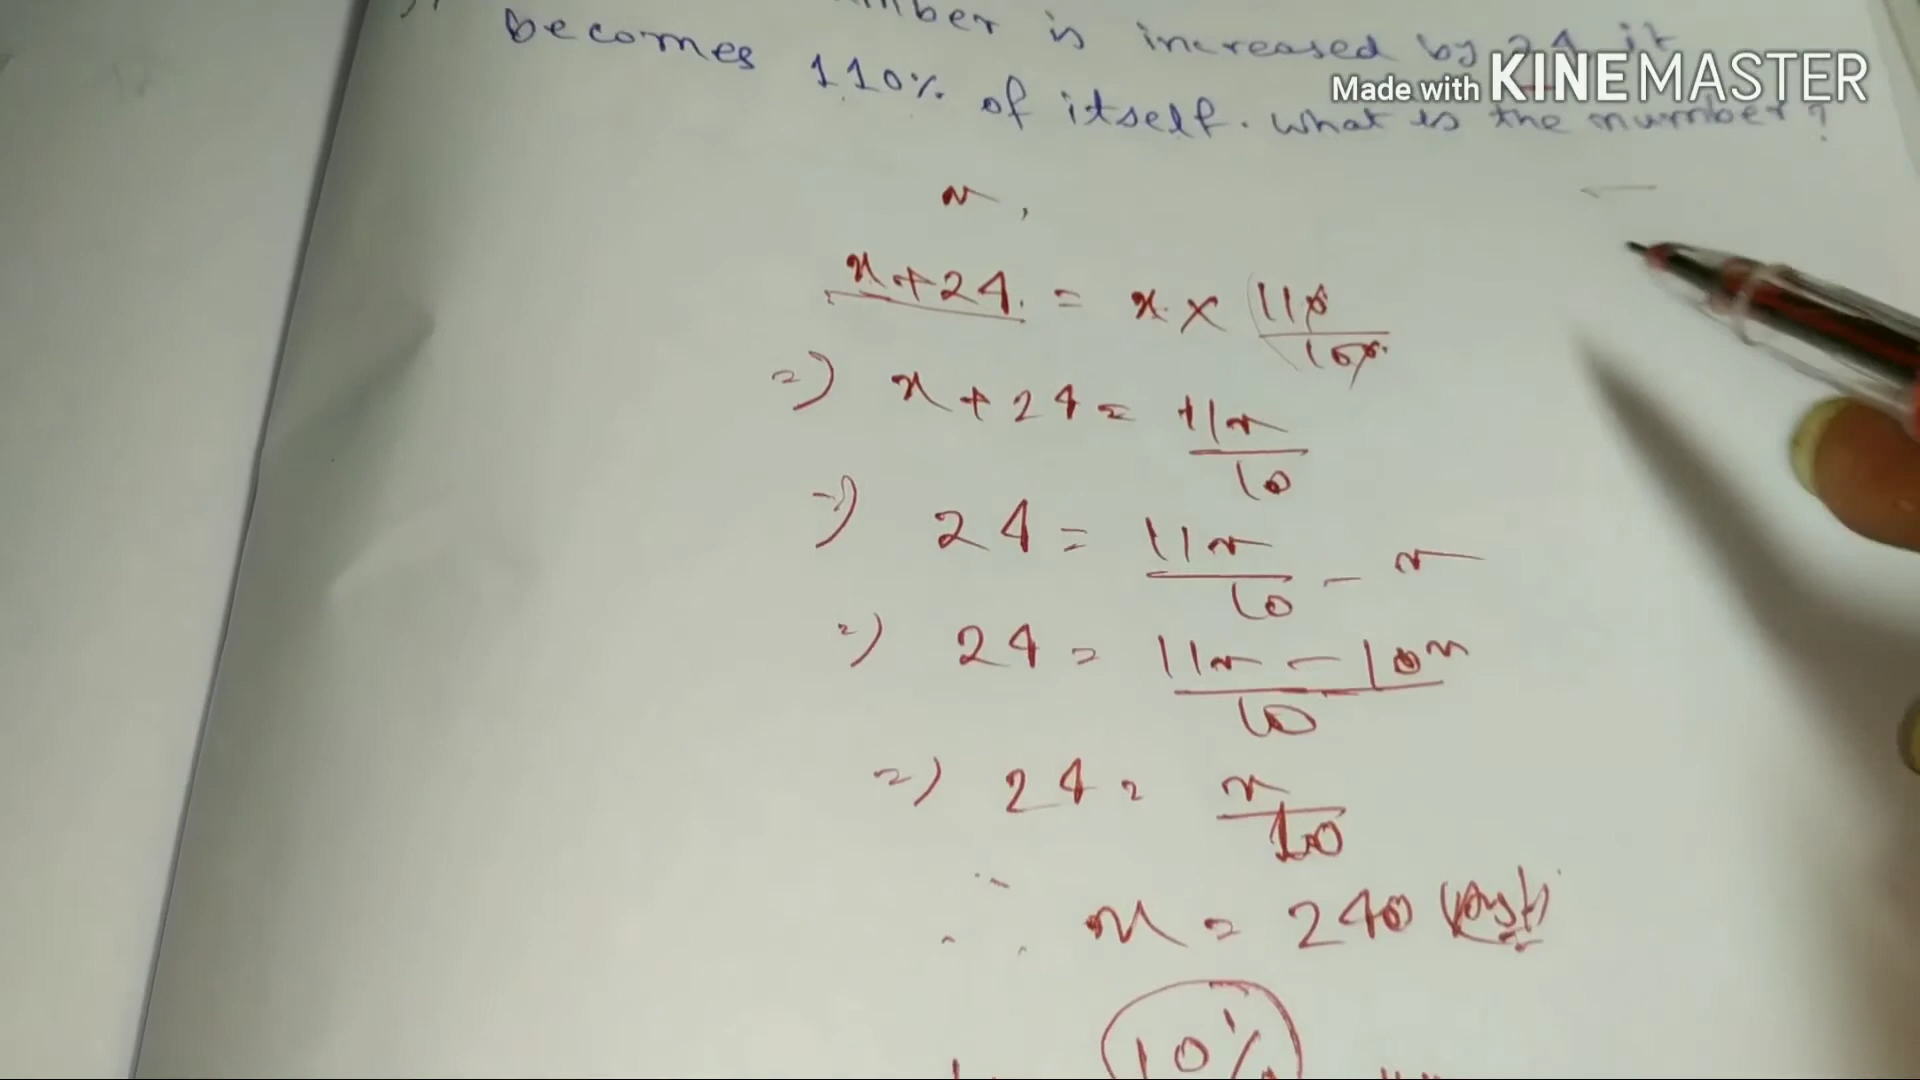 is increased by 24 it
becomes 110% of itself. What is the number?
Made with KINEMASTER
x,
x+24 = x × 110/100
=) x+24 = 11x/10
=) 24 = 11x/10 - x
=) 24 = 11x - 10x/10
=) 24 = x/10
∴ x = 240 (Ans)
10%